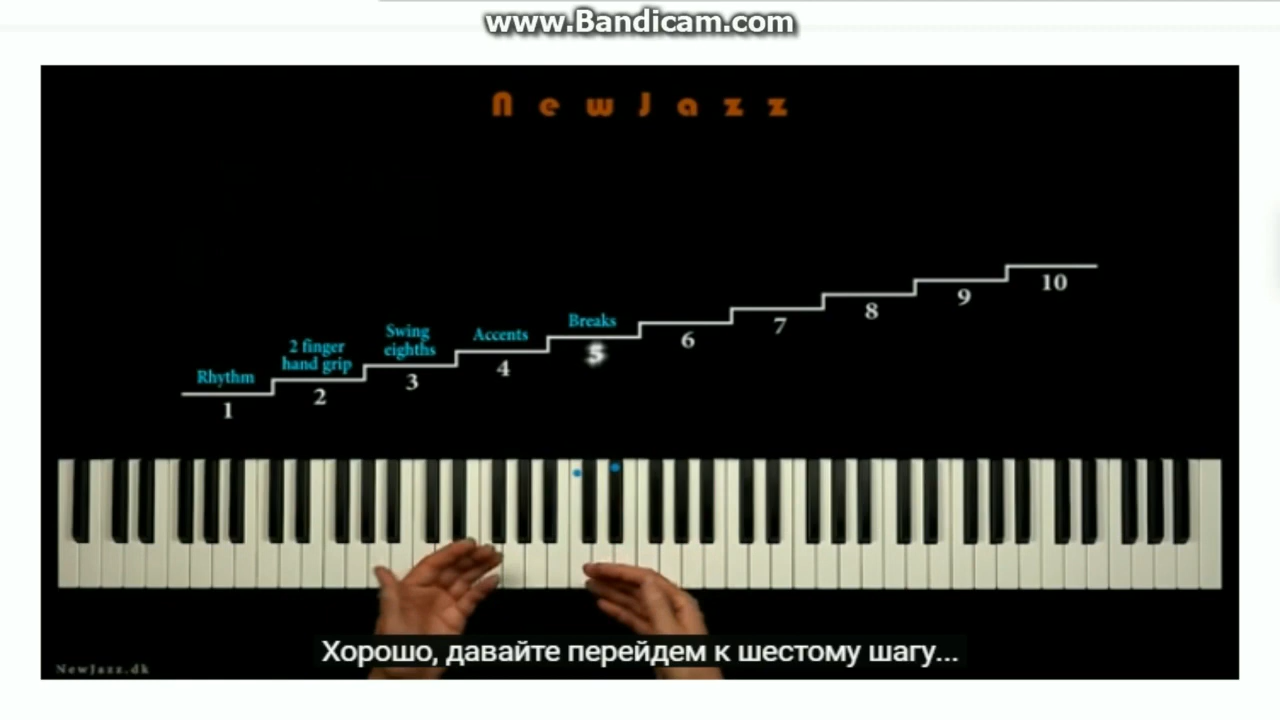 www.Bandicam.com
NewJazz
10
9
8
7
6
Breaks
5
Accents
4
Swing
eighths
3
2 finger
hand grip
2
Rhythm
1
Хорошо, давайте перейдем к шестому шагу...
NewJazz.dk